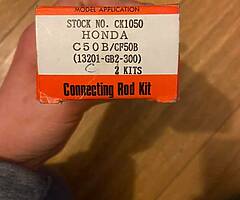 MODEL APPLICATION
STOCK NO. CK1050
HONDA
C50B/CF50B
(13201-GB2-300)
C 2 KITS
Connecting Rod Kit